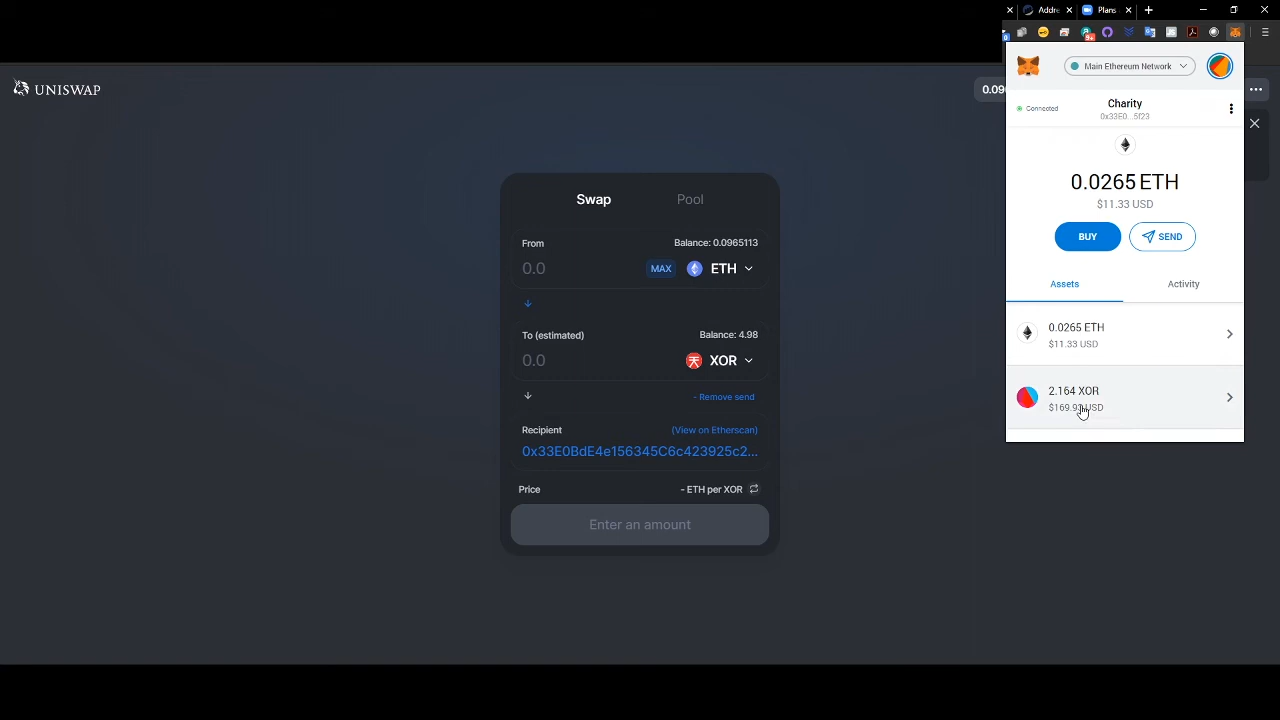 Addre
Plans
9+
Main Ethereum Network
UNISWAP
Connected
Charity
0x33E0...5f23
0.0265 ETH
$11.33 USD
BUY
SEND
Assets
Activity
0.0265 ETH
$11.33 USD
2.164 XOR
USD
Swap
Pool
From
Balance: 0.0965113
0.0
MAX
ETH
To (estimated)
Balance: 4.98
0.0
XOR
- Remove send
Recipient
(View on Etherscan)
0x33E0BdE4e156345C6c423925c2...
Price
- ETH per XOR
Enter an amount